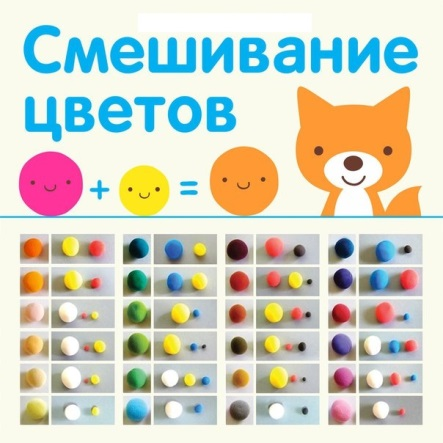 Смешивание
цветов
+ =